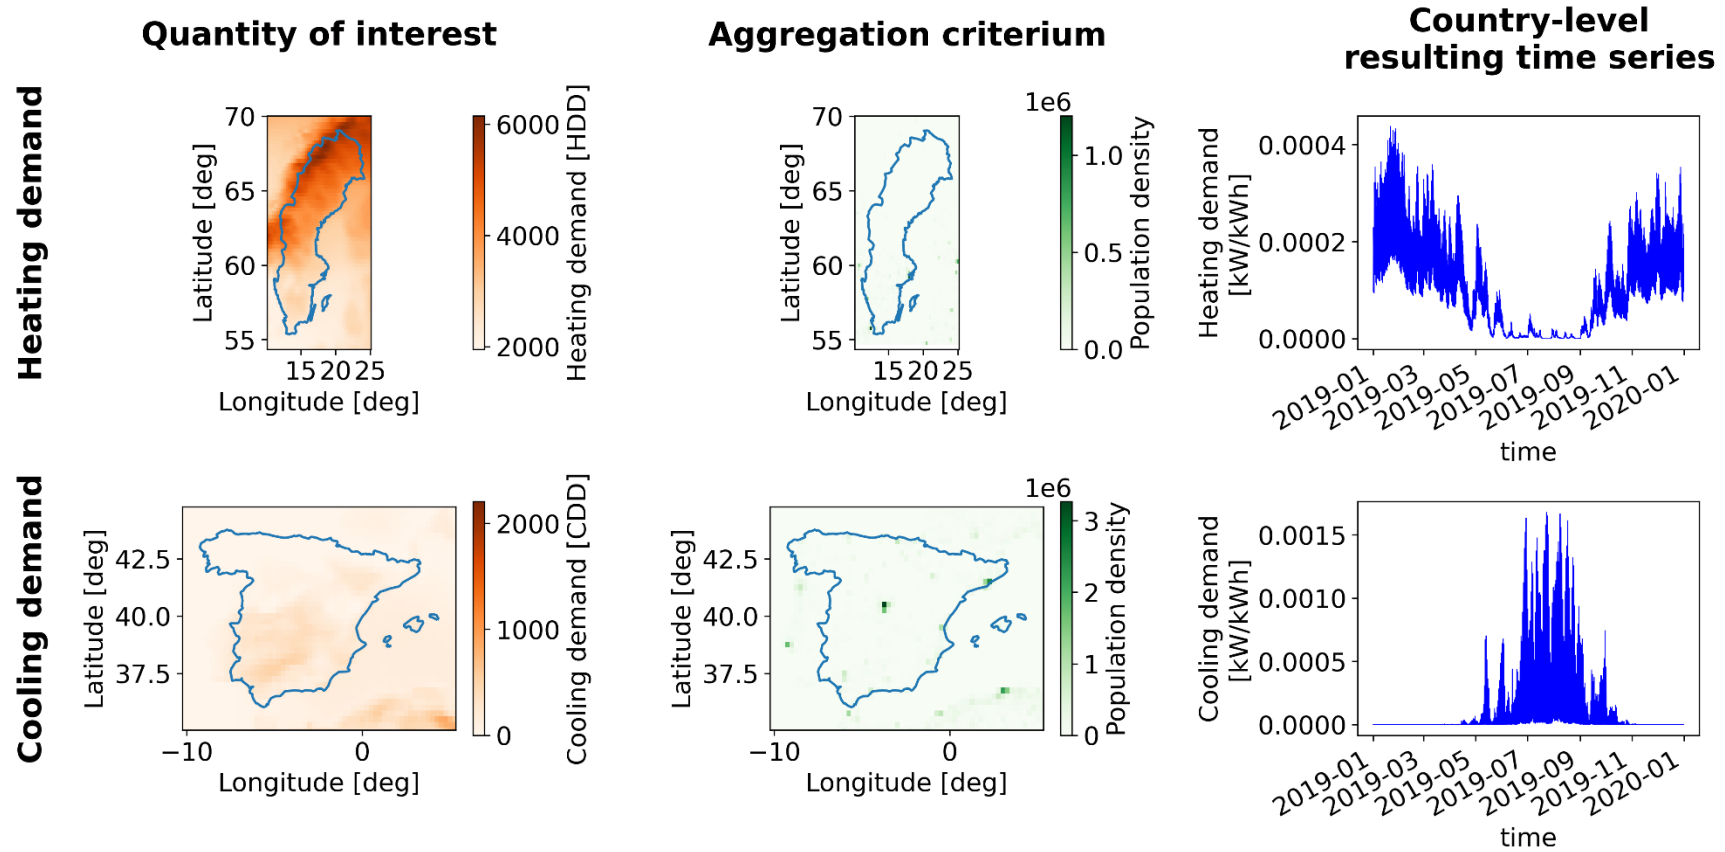 Quantity of interest
Aggregation criterium
Country-level
resulting time series
Heating demand
70
65
60
55
15 20 25
Latitude [deg]
Longitude [deg]
6000
4000
2000
Heating demand [HDD]
70
65
60
55
15 20 25
Latitude [deg]
Longitude [deg]
1e6
1.0
0.5
0.0
Population density
0.0004
0.0002
0.0000
Heating demand
[kW/kWh]
2019-01
2019-03
2019-05
2019-07
2019-09
2019-11
2020-01
time
Cooling demand
42.5
40.0
37.5
−10
0
Latitude [deg]
Longitude [deg]
2000
1000
0
Cooling demand [CDD]
42.5
40.0
37.5
−10
0
Latitude [deg]
Longitude [deg]
1e6
3
2
1
0
Population density
0.0015
0.0010
0.0005
0.0000
Cooling demand
[kW/kWh]
2019-01
2019-03
2019-05
2019-07
2019-09
2019-11
2020-01
time